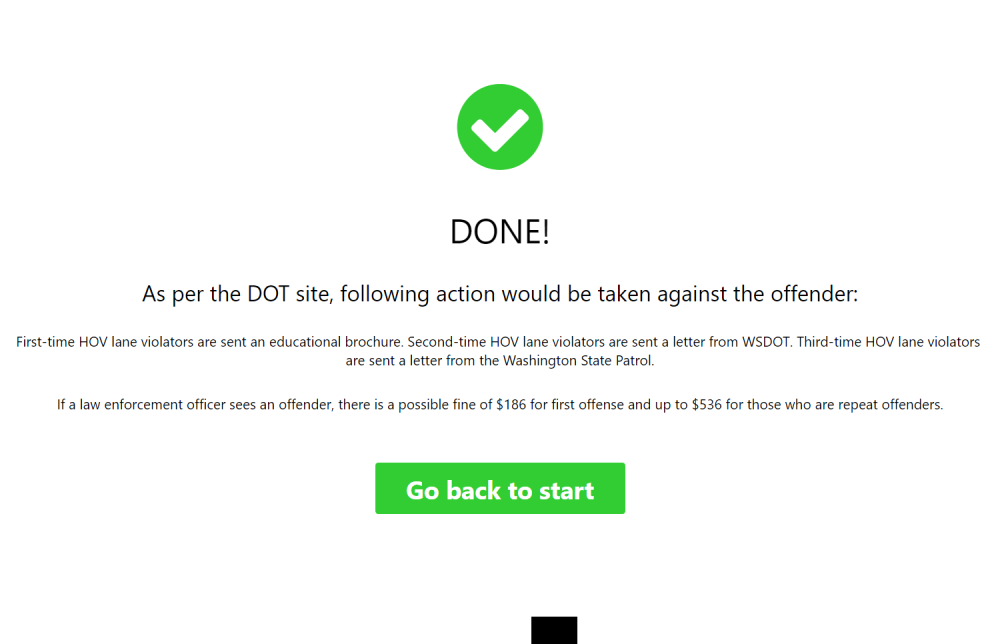 DONE!
As per the DOT site, following action would be taken against the offender:
First-time HOV lane violators are sent an educational brochure. Second-time HOV lane violators are sent a letter from WSDOT. Third-time HOV lane violators
are sent a letter from the Washington State Patrol.
If a law enforcement officer sees an offender, there is a possible fine of $186 for first offense and up to $536 for those who are repeat offenders.
Go back to start